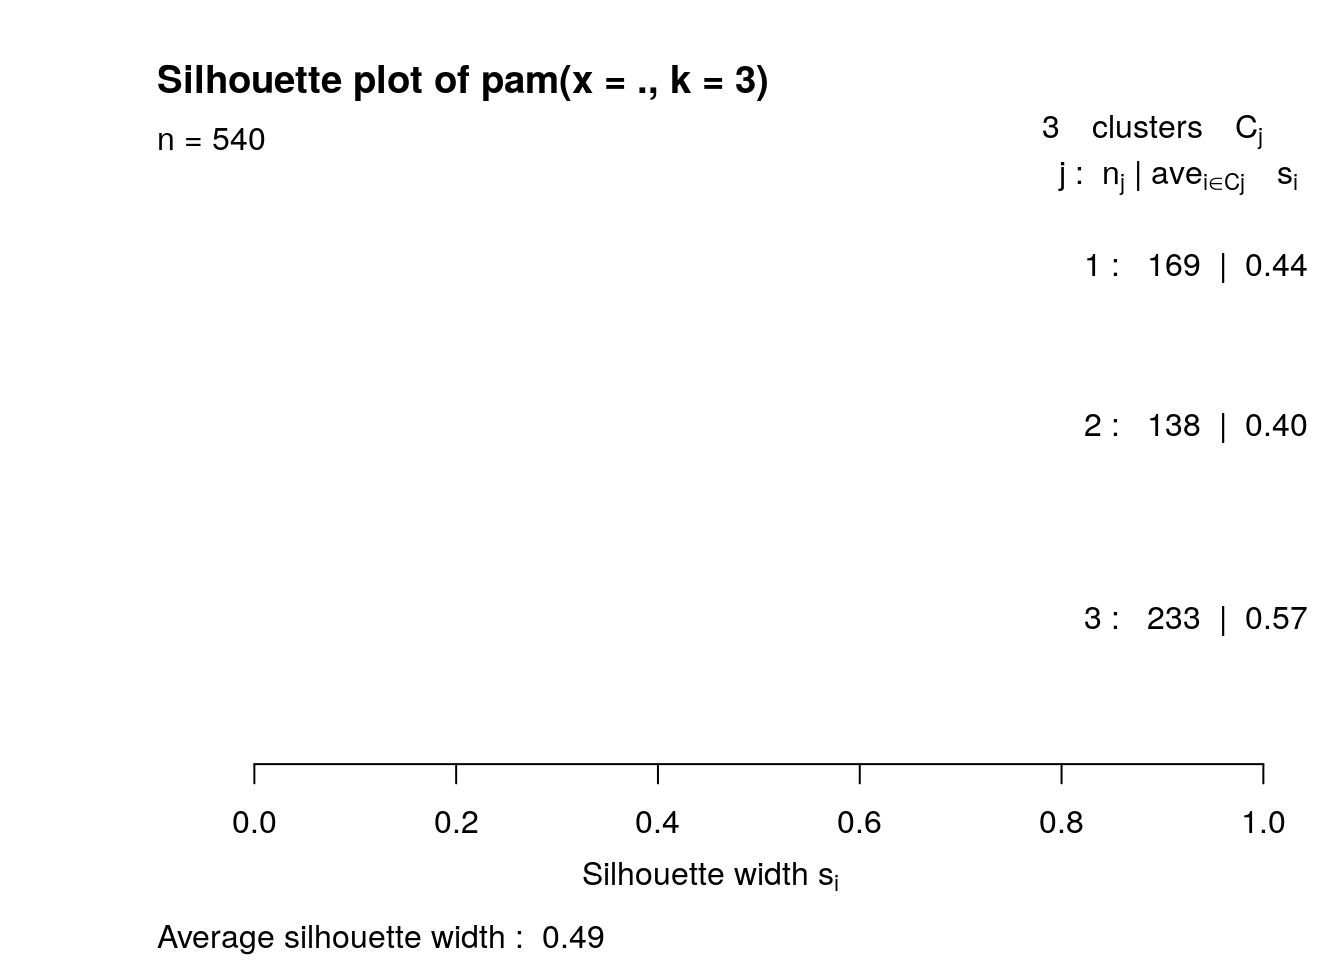 Silhouette plot of pam(x = ., k = 3)
n = 540
3 clusters Cj
j : nj | avei∈Cj si
1 : 169 | 0.44
2 : 138 | 0.40
3 : 233 | 0.57
0.0 0.2 0.4 0.6 0.8 1.0
Silhouette width si
Average silhouette width : 0.49